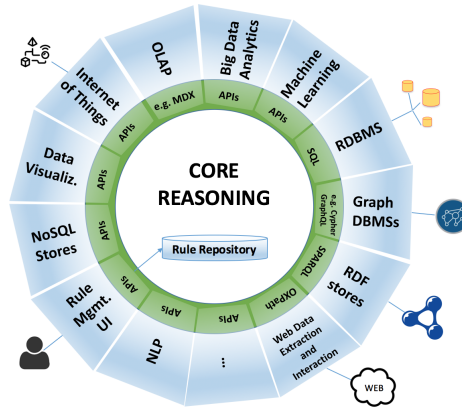 CORE
REASONING
Rule Repository
OLAP
e.g. MDX
Big Data
Analytics
APIs
Machine
Learning
APIs
RDBMS
SQL
Graph
DBMSs
e.g. Cypher
GraphQL
RDF
stores
SPARQL
Web Data
Extraction
and
Interaction
OXPath
WEB
...
APIs
NLP
APIs
Rule
Mgmt.
UI
APIs
NoSQL
Stores
APIs
Data
Visualiz.
APIs
Internet
of Things
APIs